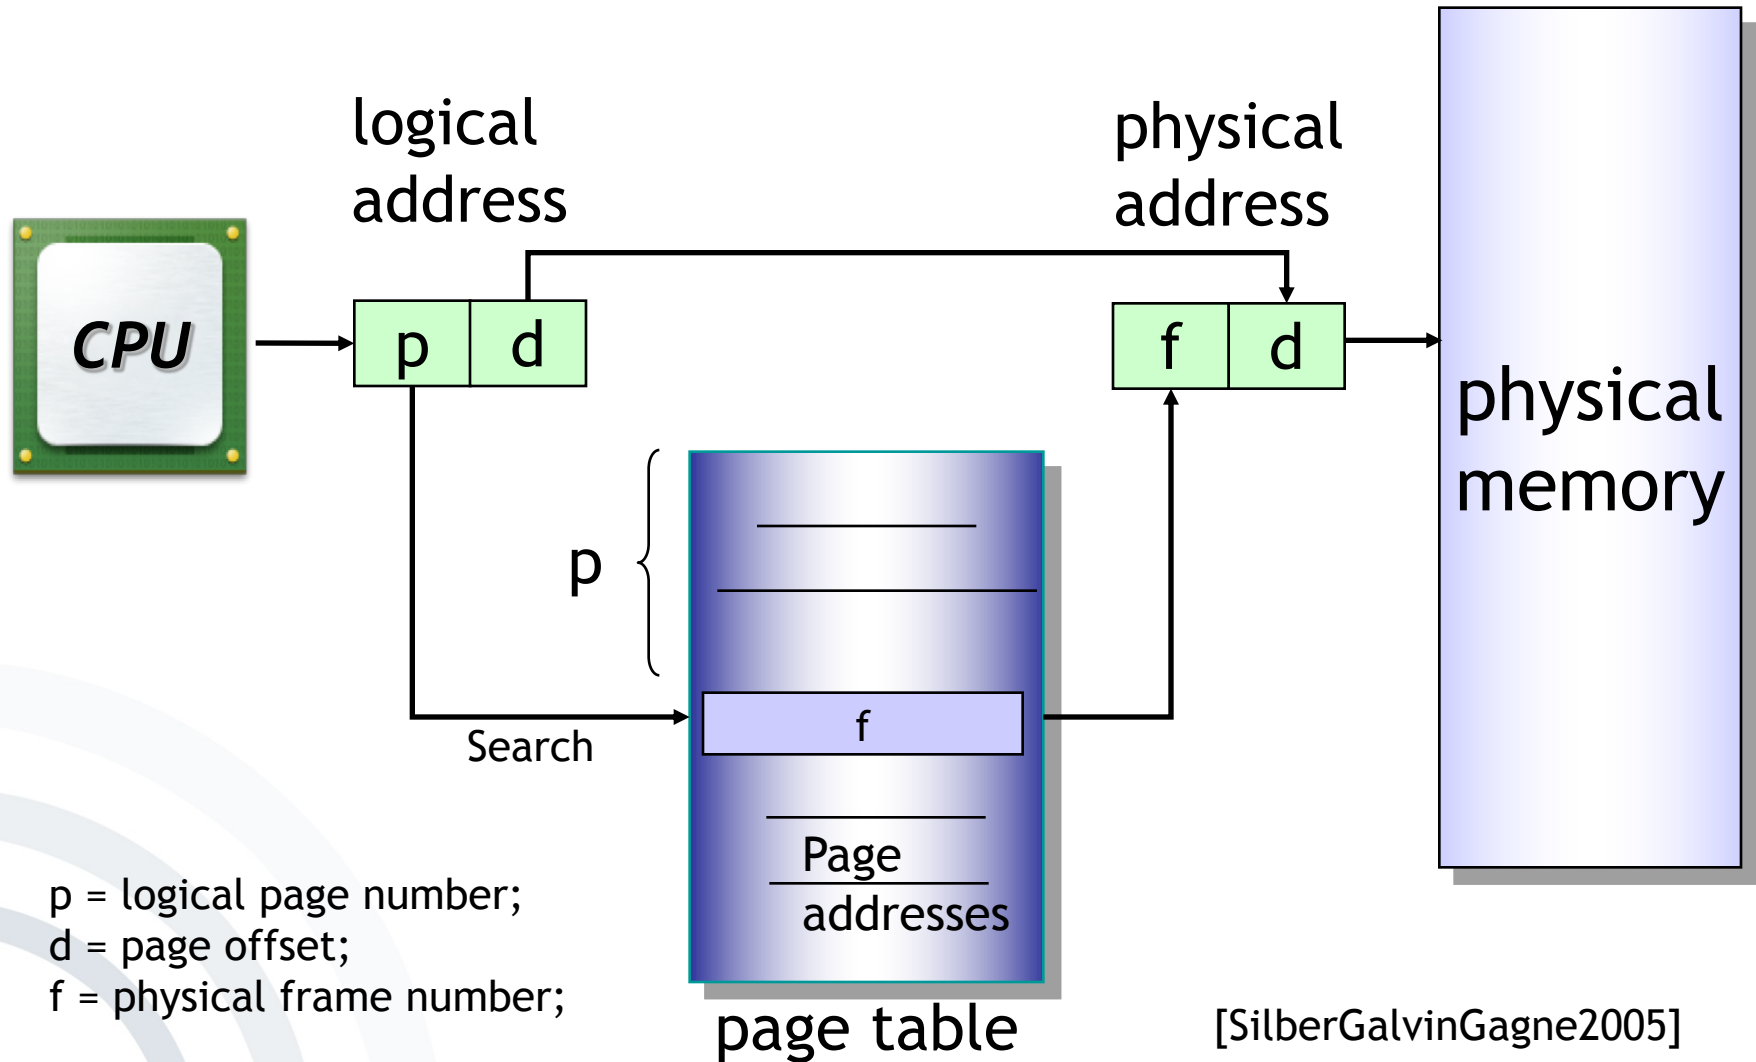 logical
address
physical
address
CPU
p d
f d
physical
memory
p
f
Search
Page
addresses
p = logical page number;
d = page offset;
f = physical frame number;
page table
[SilberGalvinGagne2005]